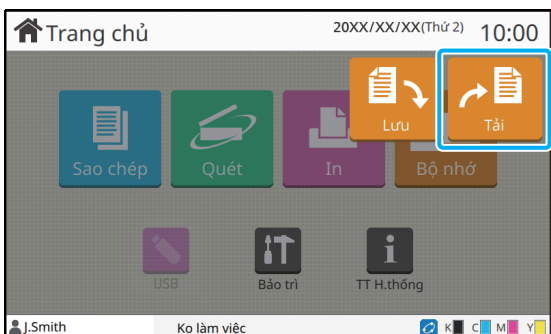 Trang chủ
20XX/XX/XX(Thứ 2) 10:00
Lưu Tải
Sao chép Quét In Bộ nhớ
USB Bảo trì TT H.thống
J.Smith Ko làm việc K C M Y